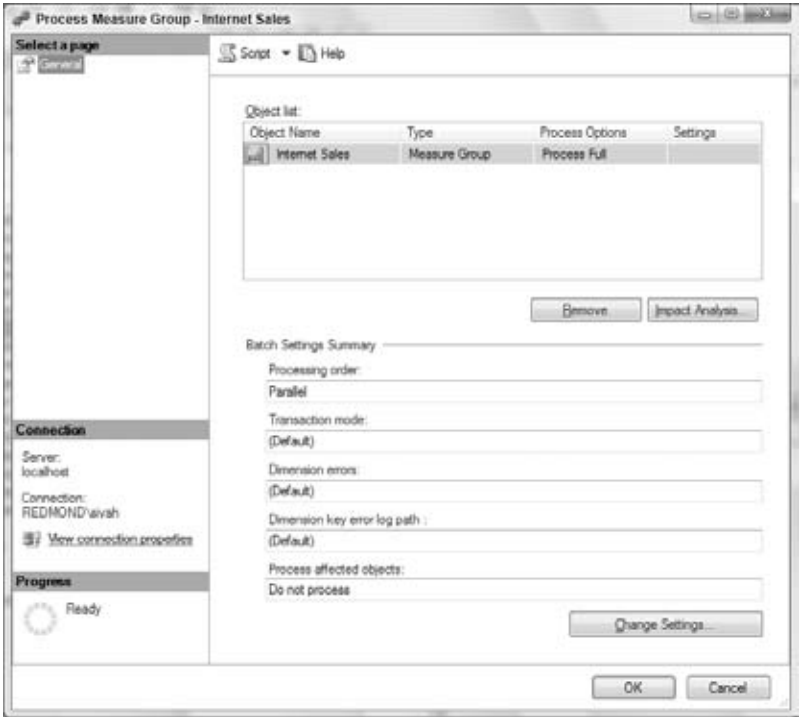 Process Measure Group - Internet Sales
Select a page
General
Script
Help
Object list:
Object Name Type Process Options Settings
Internet Sales Measure Group Process Full
Remove
Impact Analysis...
Batch Settings Summary
Processing order:
Parallel
Transaction mode:
(Default)
Dimension errors:
(Default)
Dimension key error log path :
(Default)
Process affected objects:
Do not process
Change Settings...
Connection
Server:
localhost
Connection:
REDMOND\sivah
View connection properties
Progress
Ready
OK
Cancel